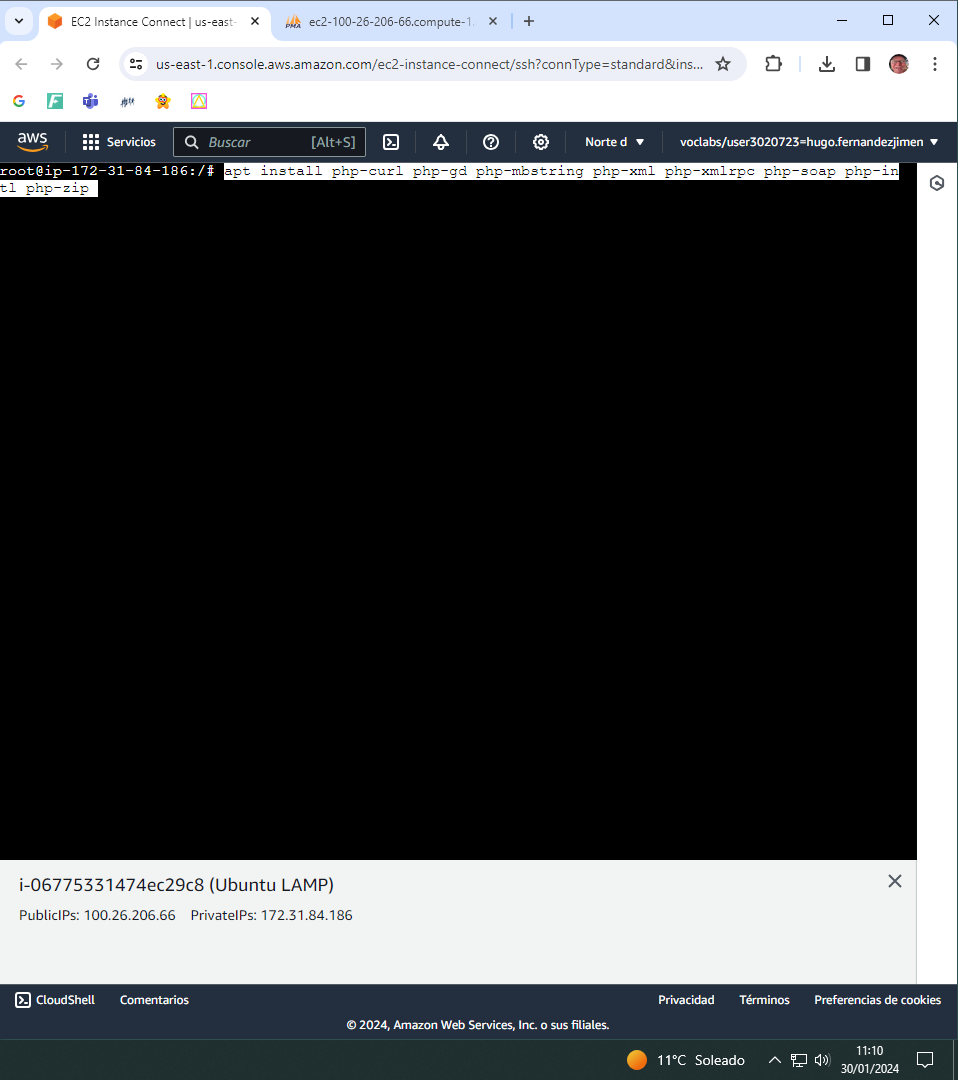 EC2 Instance Connect | us-east-
ec2-100-26-206-66.compute-1.
us-east-1.console.aws.amazon.com/ec2-instance-connect/ssh?connType=standard&ins...
aws
Servicios
Buscar
[Alt+S]
Norte d
voclabs/user3020723=hugo.fernandezjimen
root@ip-172-31-84-186:/# apt install php-curl php-gd php-mbstring php-xml php-xmlrpc php-soap php-in
tl php-zip
i-06775331474ec29c8 (Ubuntu LAMP)
PublicIPs: 100.26.206.66 PrivateIPs: 172.31.84.186
CloudShell Comentarios Privacidad Términos Preferencias de cookies
© 2024, Amazon Web Services, Inc. o sus filiales.
11°C Soleado
11:10
30/01/2024